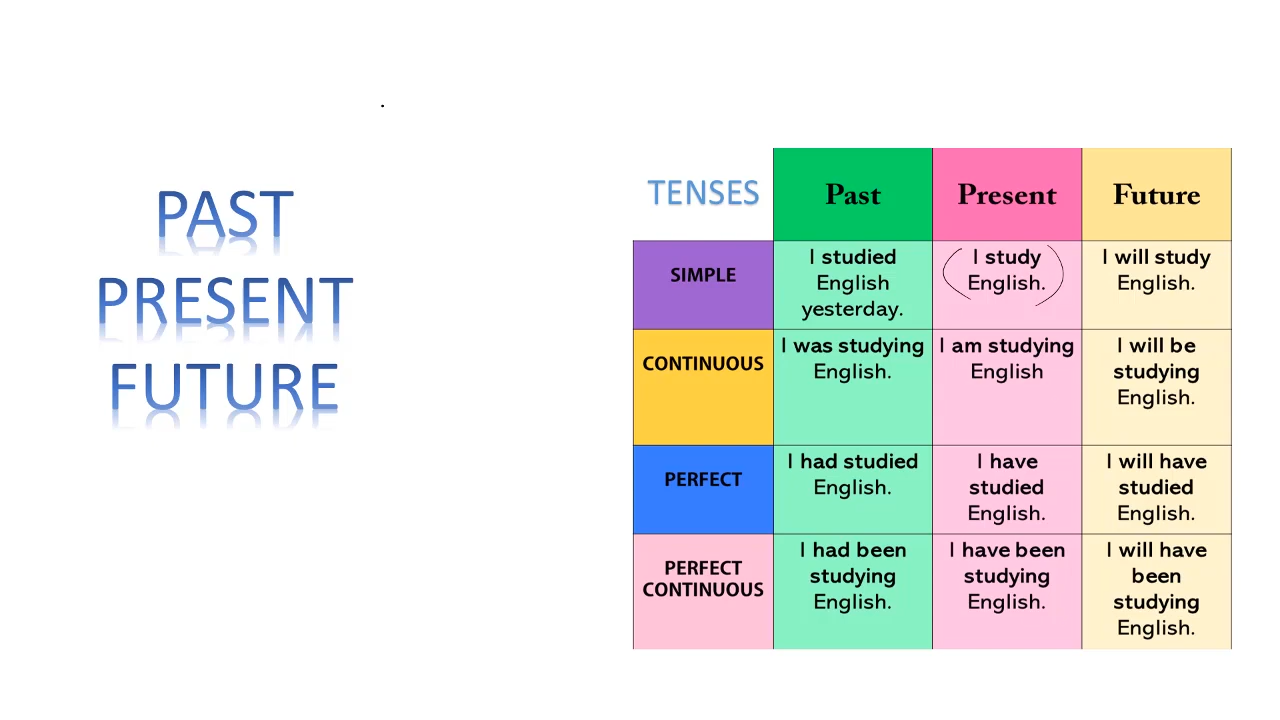 PAST
PRESENT
FUTURE
TENSES Past Present Future
SIMPLE
I studied
English
yesterday.
I study
English.
I will study
English.
CONTINUOUS
I was studying
English.
I am studying
English
I will be
studying
English.
PERFECT
I had studied
English.
I have
studied
English.
I will have
studied
English.
PERFECT
CONTINUOUS
I had been
studying
English.
I have been
studying
English.
I will have
been
studying
English.